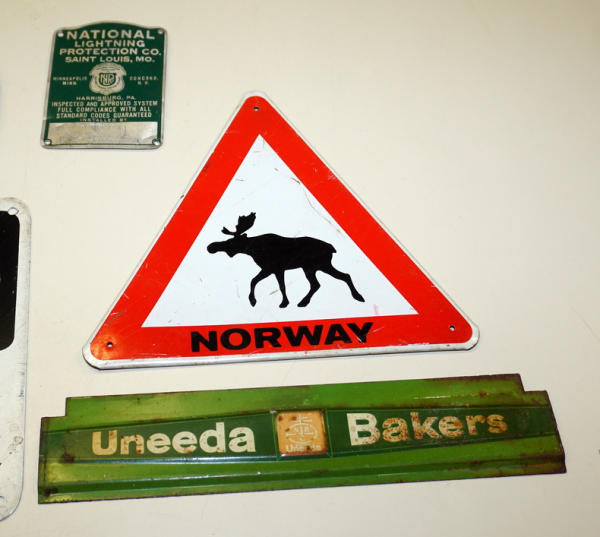 NATIONAL
LIGHTNING
PROTECTION CO.
SAINT LOUIS, MO.
MINNEAPOLIS MINN.
CONCORD, N. H.
HARRISBURG, PA.
INSPECTED AND APPROVED SYSTEM
FULL COMPLIANCE WITH ALL
STANDARD CODES GUARANTEED
INSTALLED BY
NORWAY
Uneeda Bakers